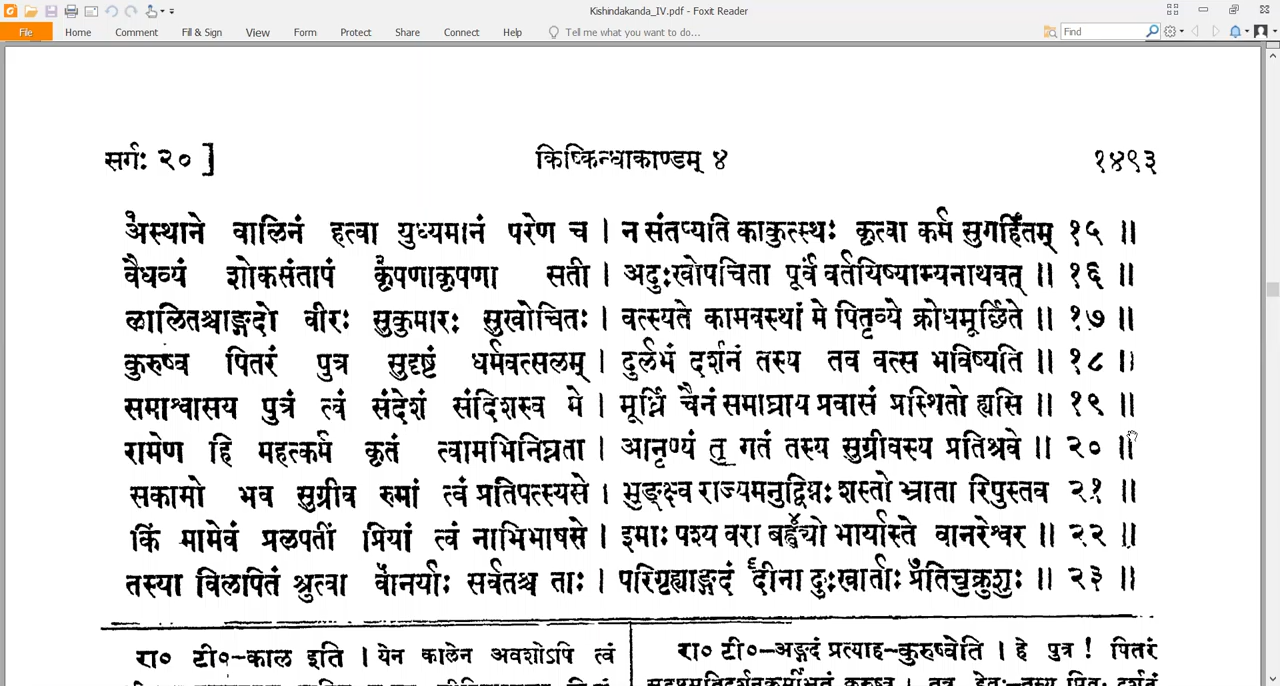 Kishindakanda_IV.pdf - Foxit Reader
File Home Comment Fill & Sign View Form Protect Share Connect Help Tell me what you want to do... Find
सर्गः २० ] किष्किन्धाकाण्डम् ४ १४९३
अस्थाने वालिनं हत्वा युध्यमानं परेण च । न संतप्यति काकुत्स्थः कृत्वा कर्म सुगर्हितम् १५ ॥
वैधव्यं शोकसंतापं कृपणाकृपणा सती । अदुःखोपचिता पूर्वं वर्तयिष्याम्यनाथवत् ॥ १६ ॥
लालितश्चाङ्गदो वीरः सुकुमारः सुखोचितः । वत्स्यते कामवस्थां मे पितृव्ये क्रोधमूर्छिते ॥ १७ ॥
कुरुष्व पितरं पुत्र सुदृष्टं धर्मवत्सलम् । दुर्लभं दर्शनं तस्य तव वत्स भविष्यति ॥ १८ ॥
समाश्वासय पुत्रं त्वं संदेशं संदिशस्व मे । मूर्ध्नि चैनं समाघ्राय प्रवासं प्रस्थितो ह्यसि ॥ १९ ॥
रामेण हि महत्कर्म कृतं त्वामभिनिघ्नता । आनृण्यं तु गतं तस्य सुग्रीवस्य प्रतिश्रवे ॥ २० ॥
सकामो भव सुग्रीव रुमां त्वं प्रतिपत्स्यसे । भुङ्क्ष्व राज्यमनुद्विग्नः शस्तो भ्राता रिपुस्तव २१ ॥
किं मामेवं प्रलपतीं प्रियां त्वं नाभिभाषसे । इमाः पश्य वरा बह्व्यो भार्यास्ते वानरेश्वर ॥ २२ ॥
तस्या विलपितं श्रुत्वा वानर्याः सर्वतश्च ताः । परिगृह्याङ्गदं दीना दुःखार्ताः प्रतिचुक्रुशुः ॥ २३ ॥
रा० टी०-काल इति । येन कालेन अवशोऽपि त्वं
रा० टी०-अङ्गदं प्रत्याह-कुरुष्वेति । हे पुत्र ! पितरं